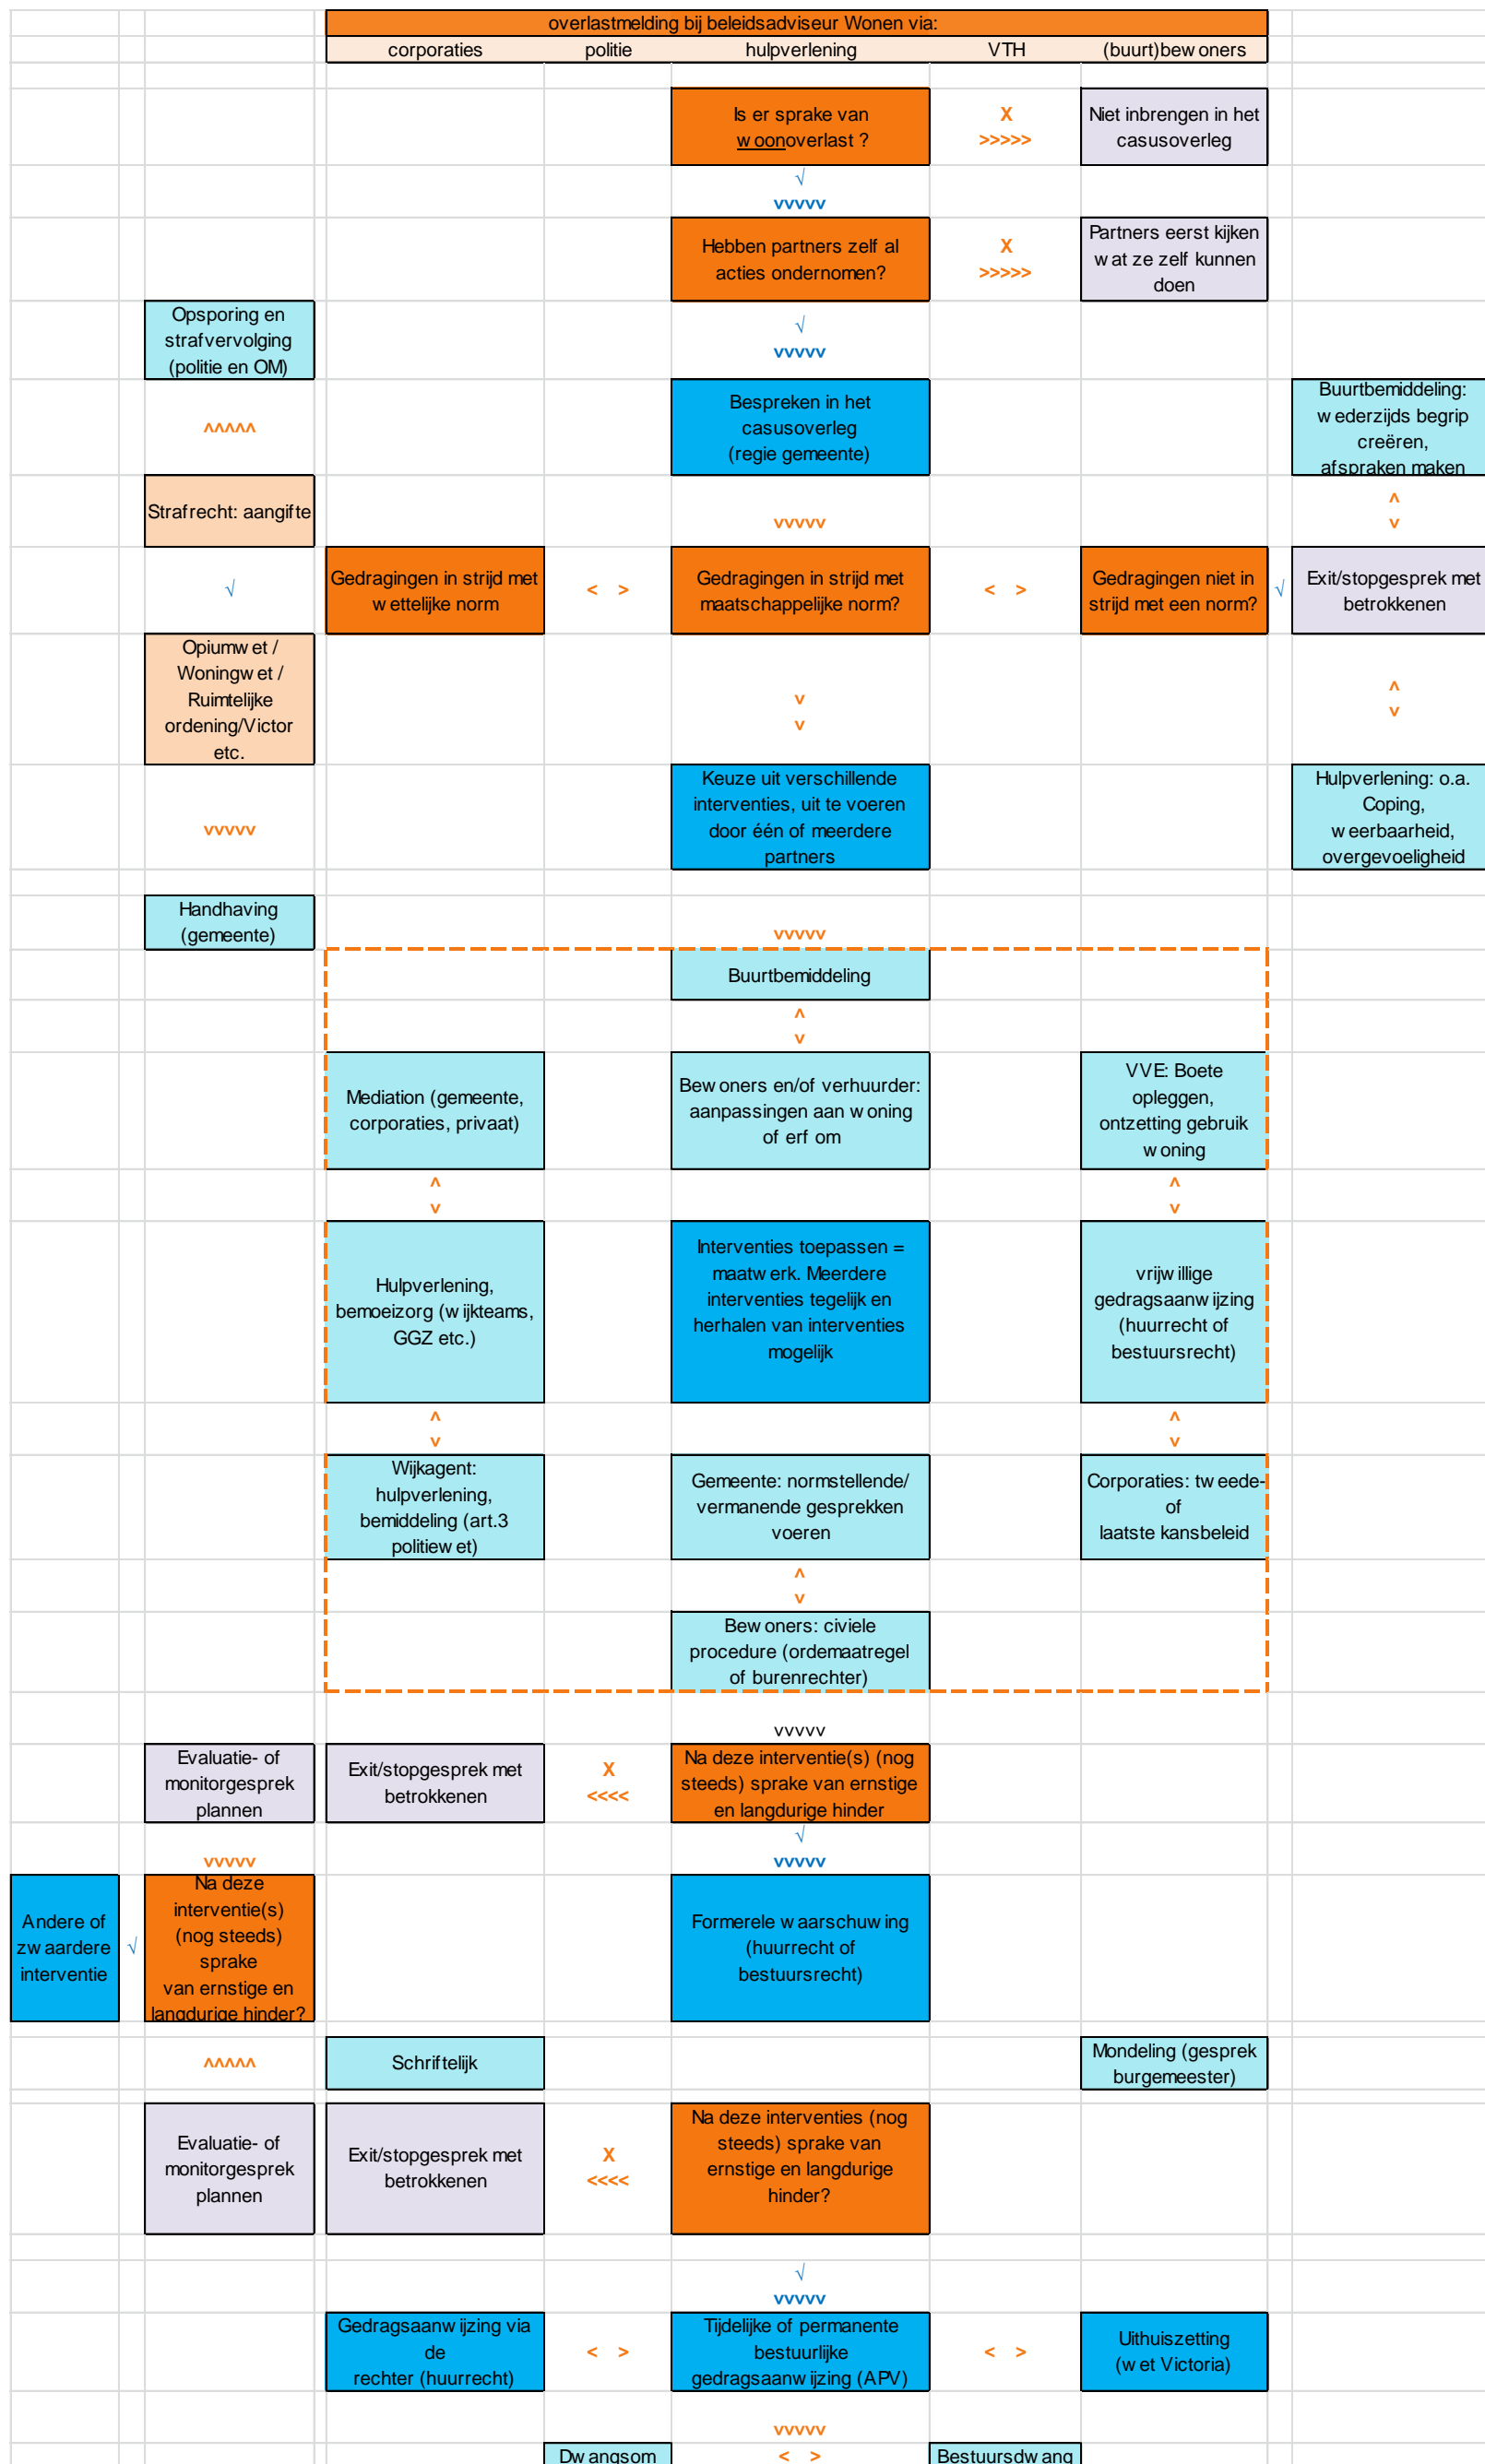 overlastmelding bij beleidsadviseur Wonen via:
corporaties politie hulpverlening VTH (buurt)bewoners
Is er sprake van
woonoverlast ?
X
>>>>>
Niet inbrengen in het
casusoverleg
√
vvvvv
Hebben partners zelf al
acties ondernomen?
X
>>>>>
Partners eerst kijken
wat ze zelf kunnen
doen
Opsporing en
strafvervolging
(politie en OM)
√
vvvvv
^^^^^
Bespreken in het
casusoverleg
(regie gemeente)
Buurtbemiddeling:
wederzijds begrip
creëren,
afspraken maken
Strafrecht: aangifte
vvvvv
^
v
√
Gedragingen in strijd met
wettelijke norm
< >
Gedragingen in strijd met
maatschappelijke norm?
< >
Gedragingen niet in
strijd met een norm?
√
Exit/stopgesprek met
betrokkenen
Opiumwet /
Woningwet /
Ruimtelijke
ordening/Victor
etc.
v
v
^
v
vvvvv
Keuze uit verschillende
interventies, uit te voeren
door één of meerdere
partners
Hulpverlening: o.a.
Coping,
weerbaarheid,
overgevoeligheid
Handhaving
(gemeente)
vvvvv
Buurtbemiddeling
^
v
Mediation (gemeente,
corporaties, privaat)
Bewoners en/of verhuurder:
aanpassingen aan woning
of erf om
VVE: Boete
opleggen,
ontzetting gebruik
woning
^
v
^
v
Hulpverlening,
bemoeizorg (wijkteams,
GGZ etc.)
Interventies toepassen =
maatwerk. Meerdere
interventies tegelijk en
herhalen van interventies
mogelijk
vrijwillige
gedragsaanwijzing
(huurrecht of
bestuursrecht)
^
v
^
v
Wijkagent:
hulpverlening,
bemiddeling (art.3
politiewet)
Gemeente: normstellende/
vermanende gesprekken
voeren
Corporaties: tweede-
of
laatste kansbeleid
^
v
Bewoners: civiele
procedure (ordemaatregel
of burenrechter)
vvvvv
Evaluatie- of
monitorgesprek
plannen
Exit/stopgesprek met
betrokkenen
X
<<<<
Na deze interventie(s) (nog
steeds) sprake van ernstige
en langdurige hinder
vvvvv
√
vvvvv
Andere of
zwaardere
interventie
√
Na deze
interventie(s)
(nog steeds)
sprake
van ernstige en
langdurige hinder?
Formerele waarschuwing
(huurrecht of
bestuursrecht)
^^^^^
Schriftelijk
Mondeling (gesprek
burgemeester)
Evaluatie- of
monitorgesprek
plannen
Exit/stopgesprek met
betrokkenen
X
<<<<
Na deze interventies (nog
steeds) sprake van
ernstige en langdurige
hinder?
√
vvvvv
Gedragsaanwijzing via
de
rechter (huurrecht)
< >
Tijdelijke of permanente
bestuurlijke
gedragsaanwijzing (APV)
< >
Uithuiszetting
(wet Victoria)
vvvvv
Dwangsom
< >
Bestuursdwang